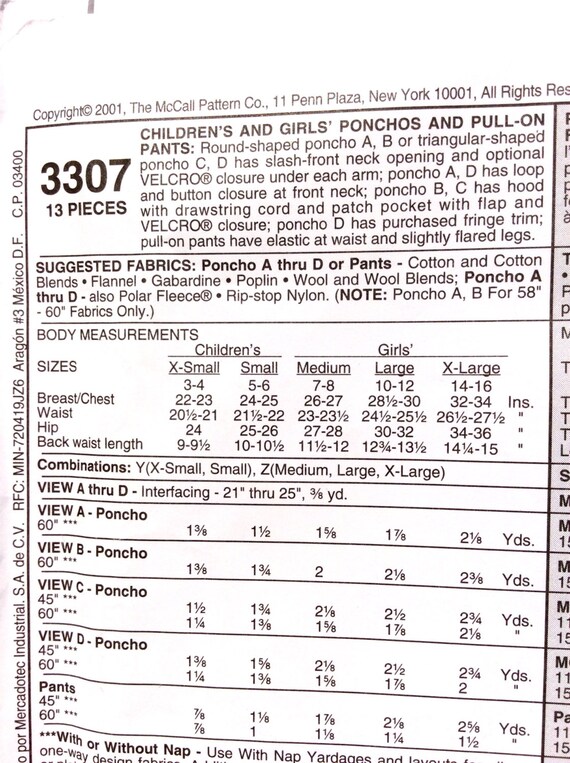 Copyright© 2001, The McCall Pattern Co., 11 Penn Plaza, New York 10001, All Rights
3307
13 PIECES
CHILDREN'S AND GIRLS' PONCHOS AND PULL-ON
PANTS: Round-shaped poncho A, B or triangular-shaped
poncho C, D has slash-front neck opening and optional
VELCRO® closure under each arm; poncho A, D has loop
and button closure at front neck; poncho B, C has hood
with drawstring cord and patch pocket with flap and
VELCRO® closure; poncho D has purchased fringe trim;
pull-on pants have elastic at waist and slightly flared legs.
SUGGESTED FABRICS: Poncho A thru D or Pants - Cotton and Cotton
Blends • Flannel • Gabardine • Poplin • Wool and Wool Blends; Poncho A
thru D - also Polar Fleece® • Rip-stop Nylon. (NOTE: Poncho A, B For 58"
- 60" Fabrics Only.)
BODY MEASUREMENTS
Children's Girls'
SIZES X-Small Small Medium Large X-Large
3-4 5-6 7-8 10-12 14-16
Breast/Chest 22-23 24-25 26-27 28½-30 32-34 Ins.
Waist 20½-21 21½-22 23-23½ 24½-25½ 26½-27½ "
Hip 24 25-26 27-28 30-32 34-36 "
Back waist length 9-9½ 10-10½ 11½-12 12¾-13½ 14¼-15 "
Combinations: Y(X-Small, Small), Z(Medium, Large, X-Large)
VIEW A thru D - Interfacing - 21" thru 25", ⅜ yd.
VIEW A - Poncho
60" *** 1⅜ 1½ 1⅝ 1⅞ 2⅛ Yds.
VIEW B - Poncho
60" *** 1⅜ 1¾ 2 2⅛ 2⅜ Yds.
VIEW C - Poncho
45" *** 1½ 1¾ 2⅛ 2½ 2¾ Yds.
60" *** 1¼ 1⅜ 1⅝ 1⅞ 2⅛ "
VIEW D - Poncho
45" *** 1⅜ 1⅝ 2⅛ 2½ 2¾ Yds.
60" *** 1¼ 1⅜ 1⅝ 1⅞ 2 "
Pants
45" *** ⅞ 1⅛ 1⅞ 2⅛ 2⅝ Yds.
60" *** ⅞ 1 1⅛ 1¼ 1½ "
***With or Without Nap - Use With Nap Yardages and layouts for
one-way design fabrics.
o por Mercadotec Industrial, S.A. de C.V. RFC: MIN-720419JZ6 Aragón #3 México D.F. C.P. 03400